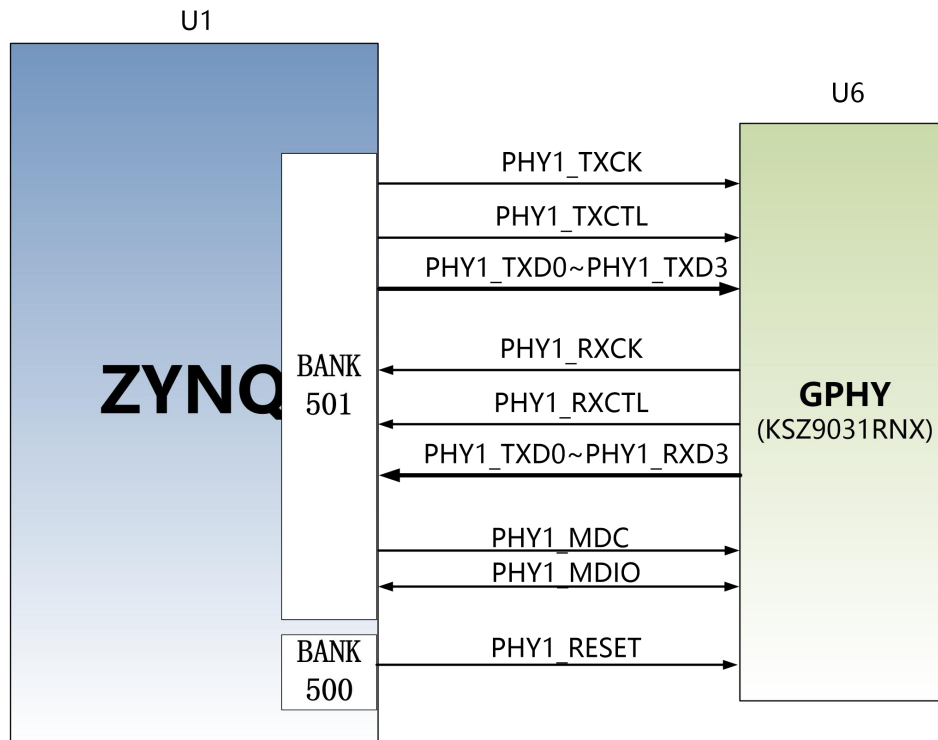 U1
U6
PHY1_TXCK
PHY1_TXCTL
PHY1_TXD0~PHY1_TXD3
PHY1_RXCK
PHY1_RXCTL
PHY1_TXD0~PHY1_RXD3
PHY1_MDC
PHY1_MDIO
PHY1_RESET
ZYNQ
BANK
501
BANK
500
GPHY
(KSZ9031RNX)